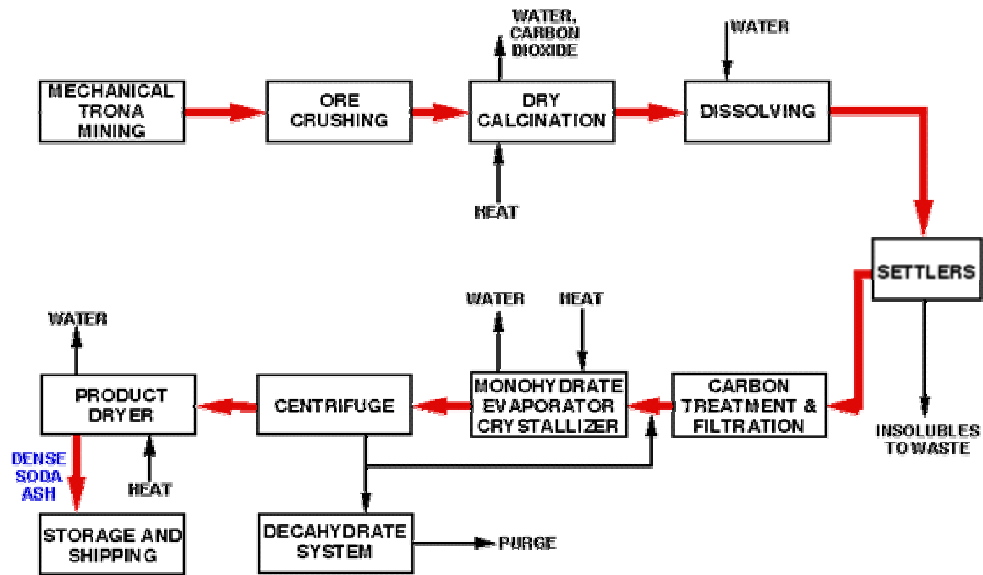 WATER,
CARBON
DIOXIDE
WATER
MECHANICAL
TRONA
MINING
ORE
CRUSHING
DRY
CALCINATION
DISSOLVING
HEAT
SETTLERS
WATER
HEAT
WATER
PRODUCT
DRYER
CENTRIFUGE
MONOHYDRATE
EVAPORATOR
CRYSTALLIZER
CARBON
TREATMENT &
FILTRATION
INSOLUBLES
TO WASTE
DENSE
SODA
ASH
HEAT
STORAGE AND
SHIPPING
DECAHYDRATE
SYSTEM
PURGE